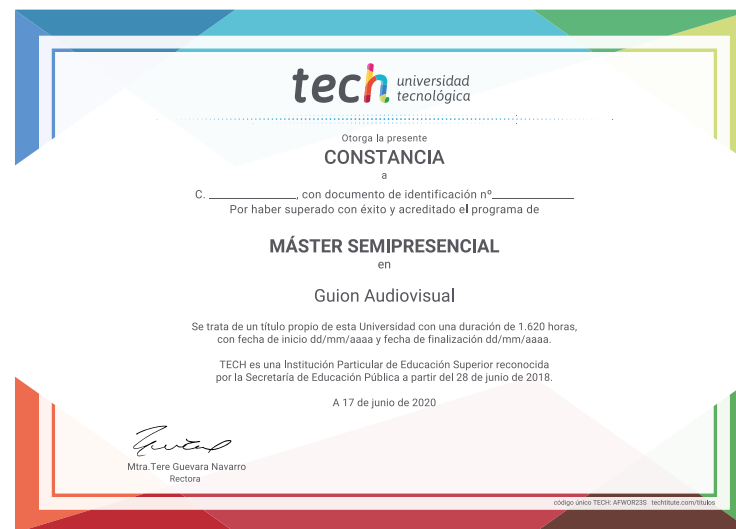 tech universidad
tecnológica
Otorga la presente
CONSTANCIA
a
C. ______________, con documento de identificación nº______________
Por haber superado con éxito y acreditado el programa de
MÁSTER SEMIPRESENCIAL
en
Guion Audiovisual
Se trata de un título propio de esta Universidad con una duración de 1.620 horas,
con fecha de inicio dd/mm/aaaa y fecha de finalización dd/mm/aaaa.
TECH es una Institución Particular de Educación Superior reconocida
por la Secretaría de Educación Pública a partir del 28 de junio de 2018.
A 17 de junio de 2020
Mtra.Tere Guevara Navarro
Rectora
código único TECH: AFWOR23S techtitute.com/titulos